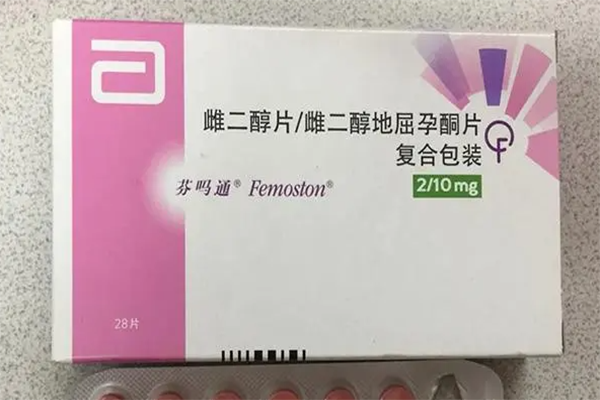 雌二醇片/雌二醇地屈孕酮片
复合包装
芬吗通® Femoston®
2/10 mg
28片